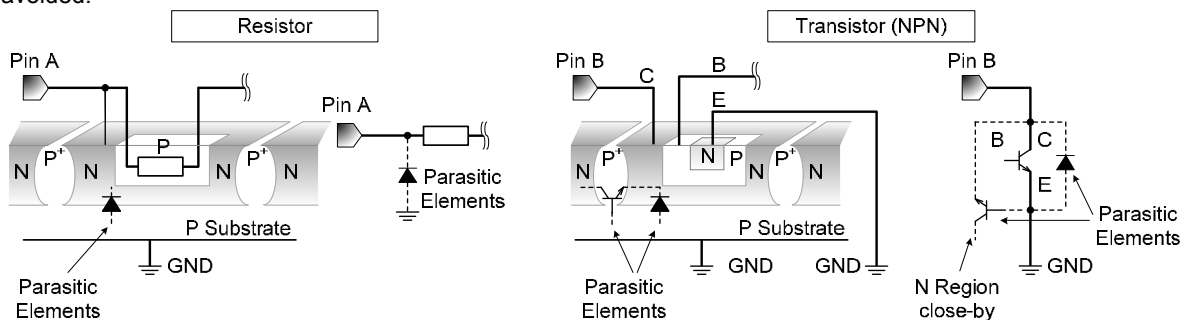 avoided.
Resistor
Transistor (NPN)
Pin A
Pin A
N
P+
N
P
N
P+
N
Parasitic
Elements
P Substrate
GND
Parasitic
Elements
Pin B
C
B
E
N
P+
N
N
P
N
P+
N
P Substrate
GND
GND
Parasitic
Elements
Pin B
B
C
E
Parasitic
Elements
GND
N Region
close-by